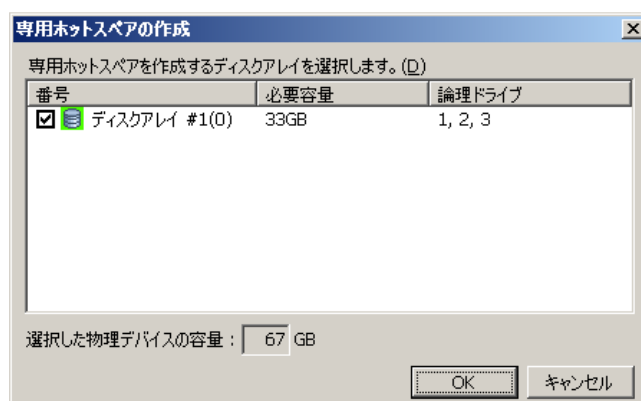 専用ホットスペアの作成
専用ホットスペアを作成するディスクアレイを選択します。(D)
番号 必要容量 論理ドライブ
ディスクアレイ #1(0) 33GB 1, 2, 3
選択した物理デバイスの容量： 67 GB
OK キャンセル